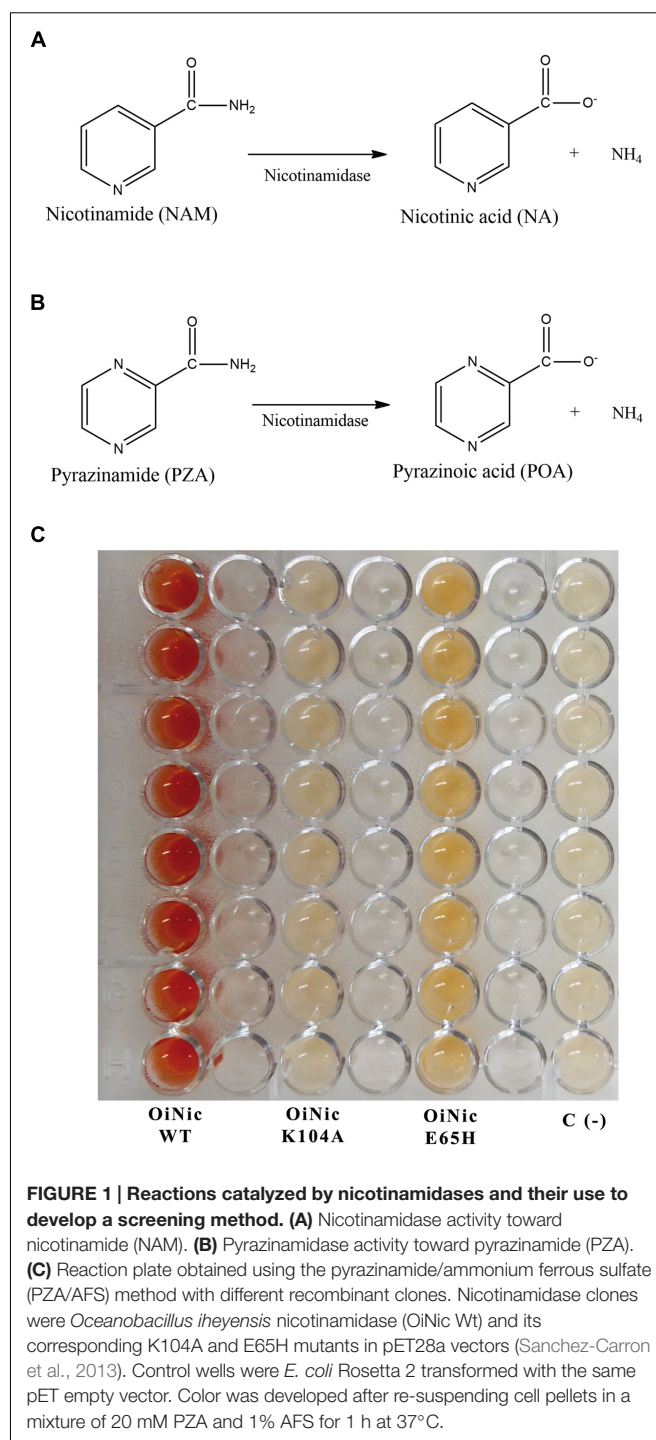 A
O
C
NH2
N
Nicotinamide (NAM)
Nicotinamidase
O
C
O-
N
Nicotinic acid (NA)
+ NH4
B
O
N
C
NH2
N
Pyrazinamide (PZA)
Nicotinamidase
O
N
C
O-
N
Pyrazinoic acid (POA)
+ NH4
C
OiNic WT
OiNic K104A
OiNic E65H
C (-)
FIGURE 1 | Reactions catalyzed by nicotinamidases and their use to
develop a screening method. (A) Nicotinamidase activity toward
nicotinamide (NAM). (B) Pyrazinamidase activity toward pyrazinamide (PZA).
(C) Reaction plate obtained using the pyrazinamide/ammonium ferrous sulfate
(PZA/AFS) method with different recombinant clones. Nicotinamidase clones
were Oceanobacillus iheyensis nicotinamidase (OiNic Wt) and its
corresponding K104A and E65H mutants in pET28a vectors (Sanchez-Carron
et al., 2013). Control wells were E. coli Rosetta 2 transformed with the same
pET empty vector. Color was developed after re-suspending cell pellets in a
mixture of 20 mM PZA and 1% AFS for 1 h at 37°C.